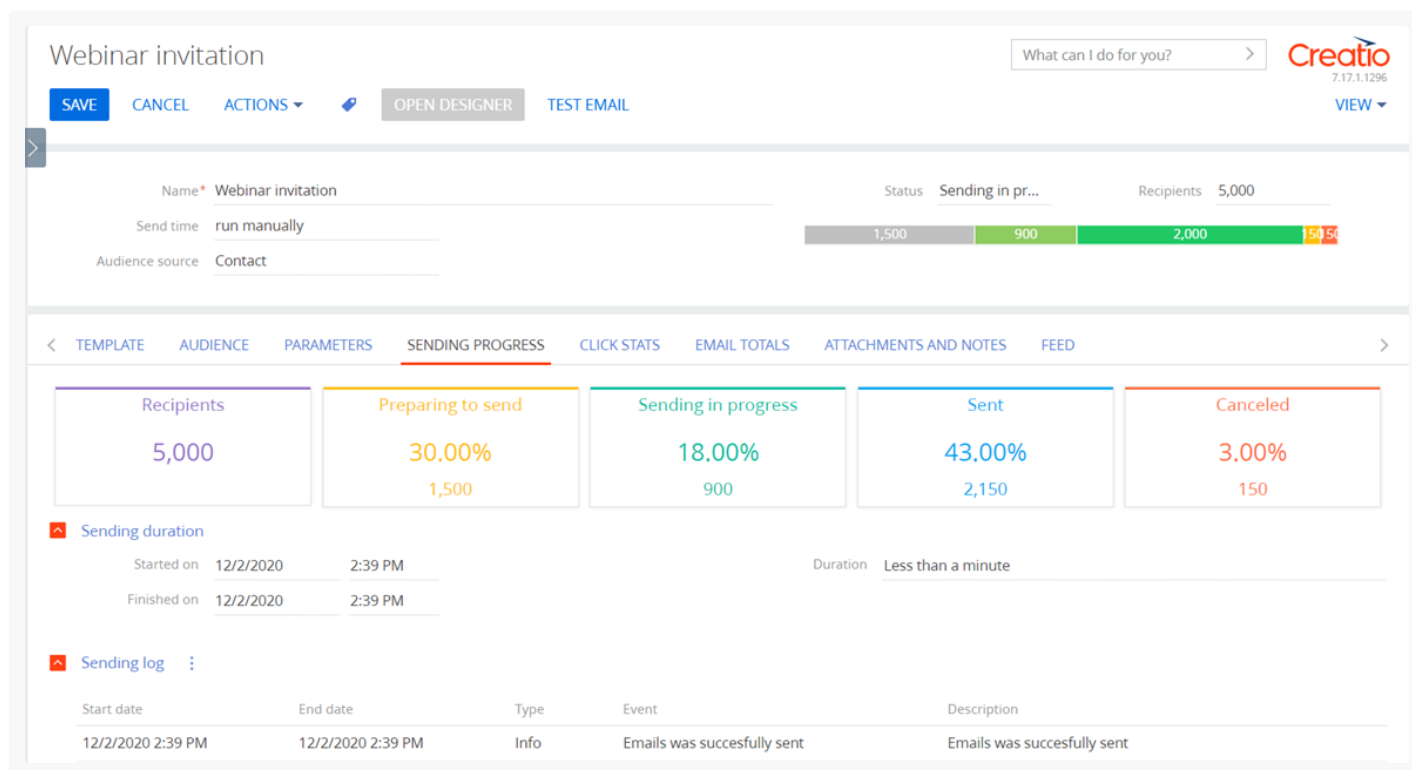 Webinar invitation
What can I do for you?
Creatio
7.17.1.1296
SAVE CANCEL ACTIONS OPEN DESIGNER TEST EMAIL VIEW
Name* Webinar invitation Status Sending in pr... Recipients 5,000
Send time run manually
1,500 900 2,000
Audience source Contact
TEMPLATE AUDIENCE PARAMETERS SENDING PROGRESS CLICK STATS EMAIL TOTALS ATTACHMENTS AND NOTES FEED
Recipients Preparing to send Sending in progress Sent Canceled
5,000 30.00% 18.00% 43.00% 3.00%
1,500 900 2,150 150
Sending duration
Started on 12/2/2020 2:39 PM Duration Less than a minute
Finished on 12/2/2020 2:39 PM
Sending log
Start date End date Type Event Description
12/2/2020 2:39 PM 12/2/2020 2:39 PM Info Emails was succesfully sent Emails was succesfully sent